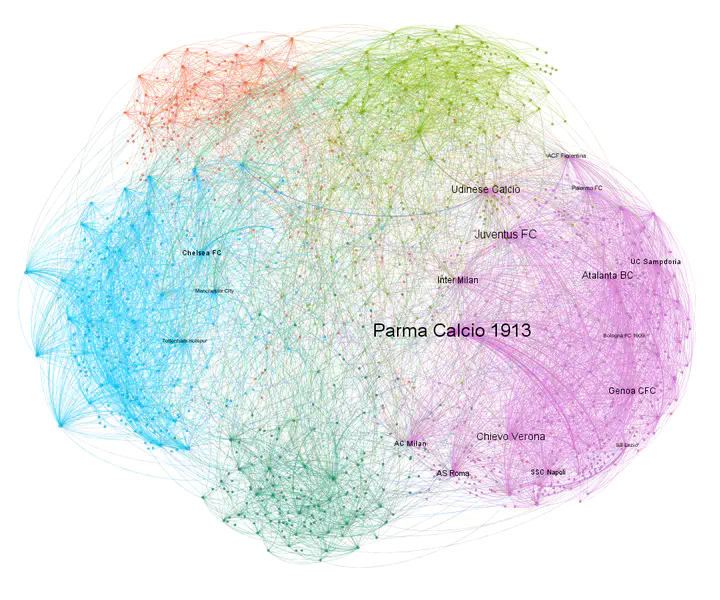 ACF Fiorentina
Palermo FC
Udinese Calcio
Juventus FC
Chelsea FC
UC Sampdoria
Atalanta BC
Inter Milan
Manchester City
Parma Calcio 1913
Tottenham Hotspur
Bologna FC 1909
Genoa CFC
Chievo Verona
AC Milan
SS Lazio
AS Roma
SSC Napoli